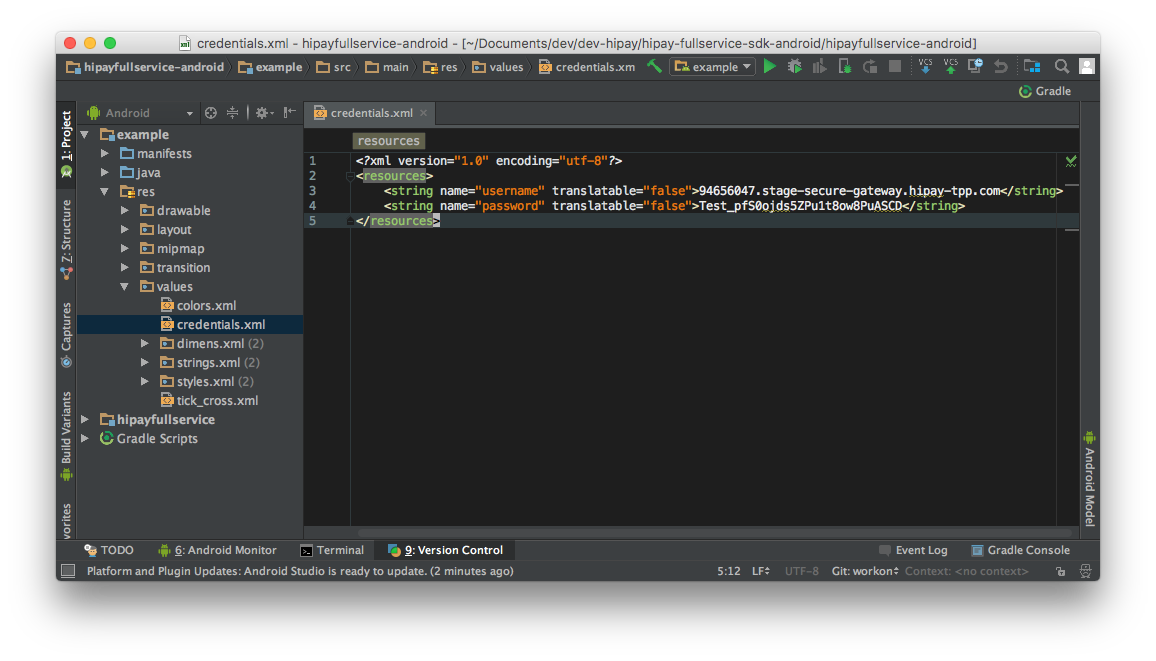 credentials.xml - hipayfullservice-android - [~/Documents/dev/dev-hipay/hipay-fullservice-sdk-android/hipayfullservice-android]
hipayfullservice-android example src main res values credentials.xm example VCS VCS
Gradle
Android
credentials.xml
1: Project
Z: Structure
Captures
Build Variants
vorites
example
manifests
java
res
drawable
layout
mipmap
transition
values
colors.xml
credentials.xml
dimens.xml (2)
strings.xml (2)
styles.xml (2)
tick_cross.xml
hipayfullservice
Gradle Scripts
resources
1 <?xml version="1.0" encoding="utf-8"?>
2 <resources>
3 <string name="username" translatable="false">94656047.stage-secure-gateway.hipay-tpp.com</string>
4 <string name="password" translatable="false">Test_pfS0ojds5ZPu1t8ow8PuASCD</string>
5 </resources>
Android Model
TODO 6: Android Monitor Terminal 9: Version Control Event Log Gradle Console
Platform and Plugin Updates: Android Studio is ready to update. (2 minutes ago) 5:12 LF UTF-8 Git: workon Context: <no context>